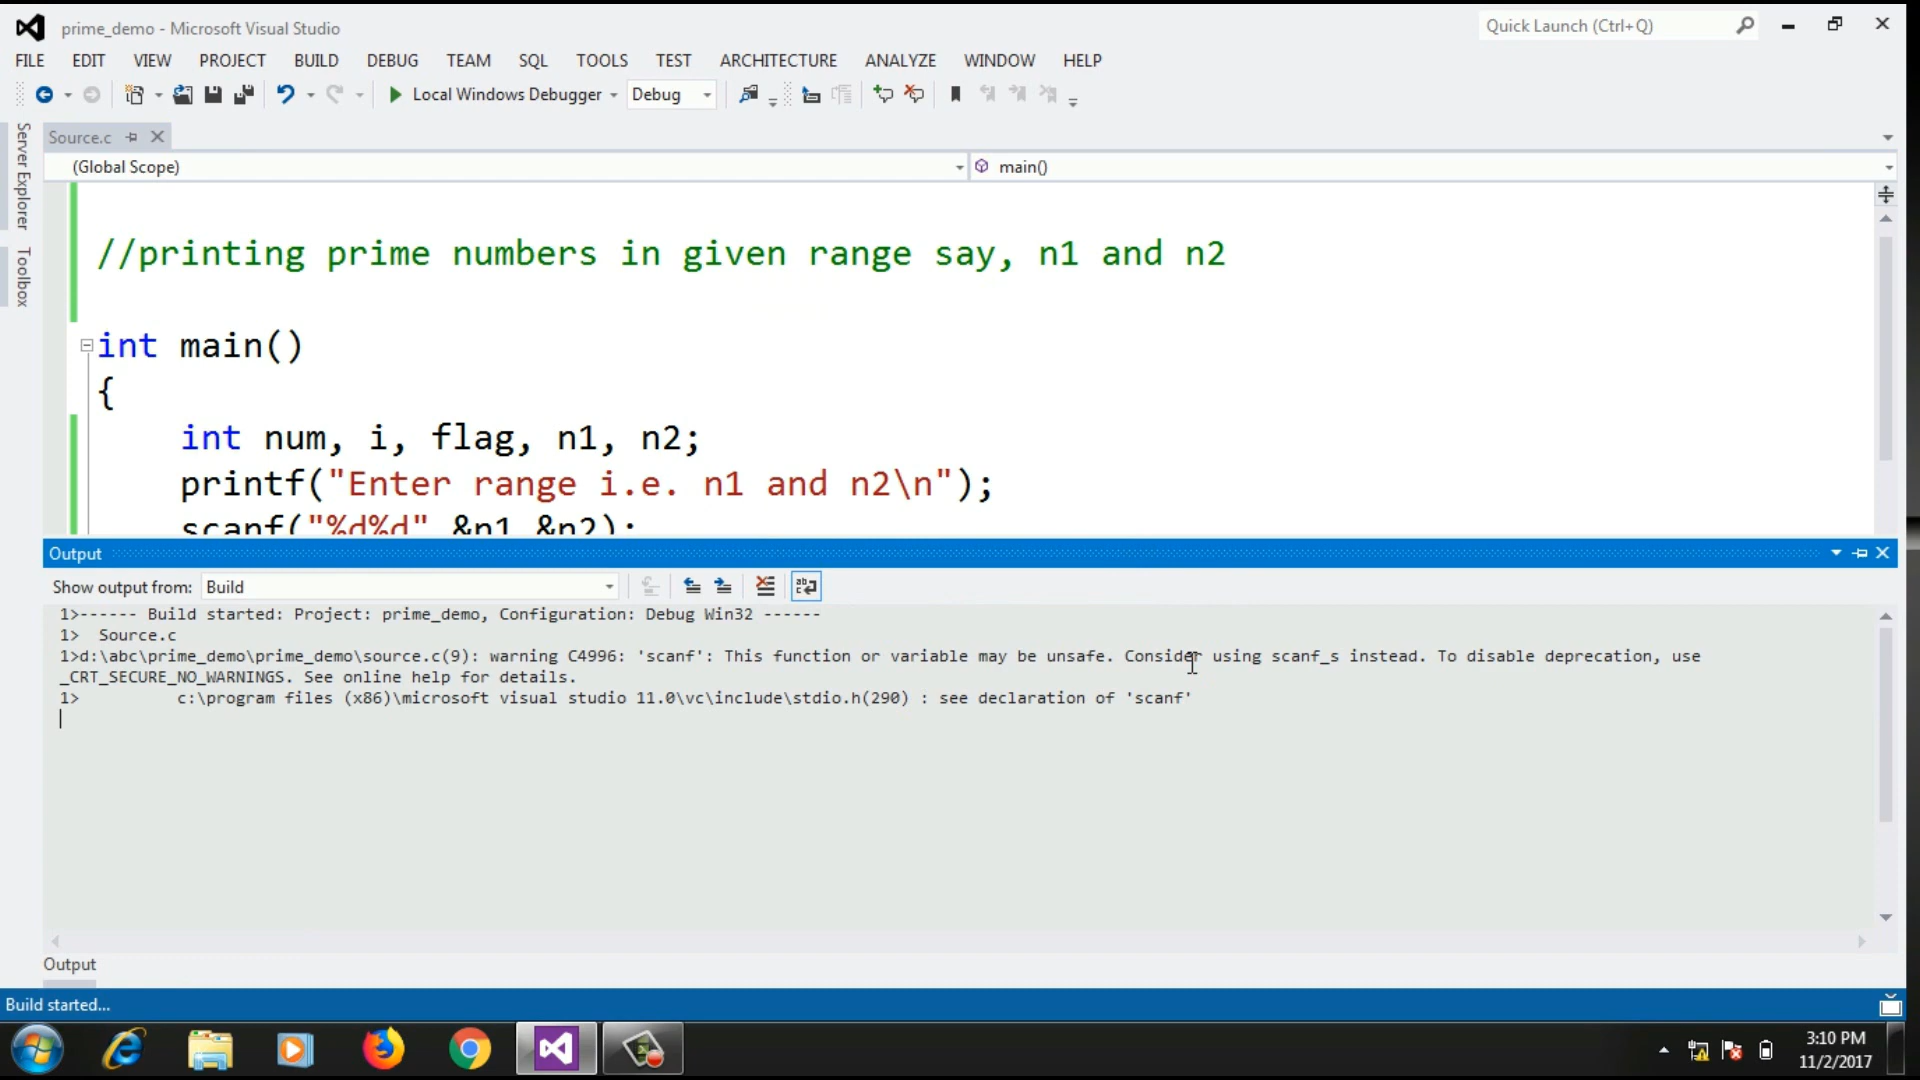 prime_demo - Microsoft Visual Studio
Quick Launch (Ctrl+Q)
FILE EDIT VIEW PROJECT BUILD DEBUG TEAM SQL TOOLS TEST ARCHITECTURE ANALYZE WINDOW HELP
Local Windows Debugger Debug
Server Explorer
Toolbox
Source.c
(Global Scope) main()
//printing prime numbers in given range say, n1 and n2
int main()
{
int num, i, flag, n1, n2;
printf("Enter range i.e. n1 and n2\n");
scanf("%d%d" &n1 &n2);
Output
Show output from: Build
1>------ Build started: Project: prime_demo, Configuration: Debug Win32 ------
1>  Source.c
1>d:\abc\prime_demo\prime_demo\source.c(9): warning C4996: 'scanf': This function or variable may be unsafe. Consider using scanf_s instead. To disable deprecation, use
_CRT_SECURE_NO_WARNINGS. See online help for details.
1>          c:\program files (x86)\microsoft visual studio 11.0\vc\include\stdio.h(290) : see declaration of 'scanf'
Output
Build started...
3:10 PM
11/2/2017